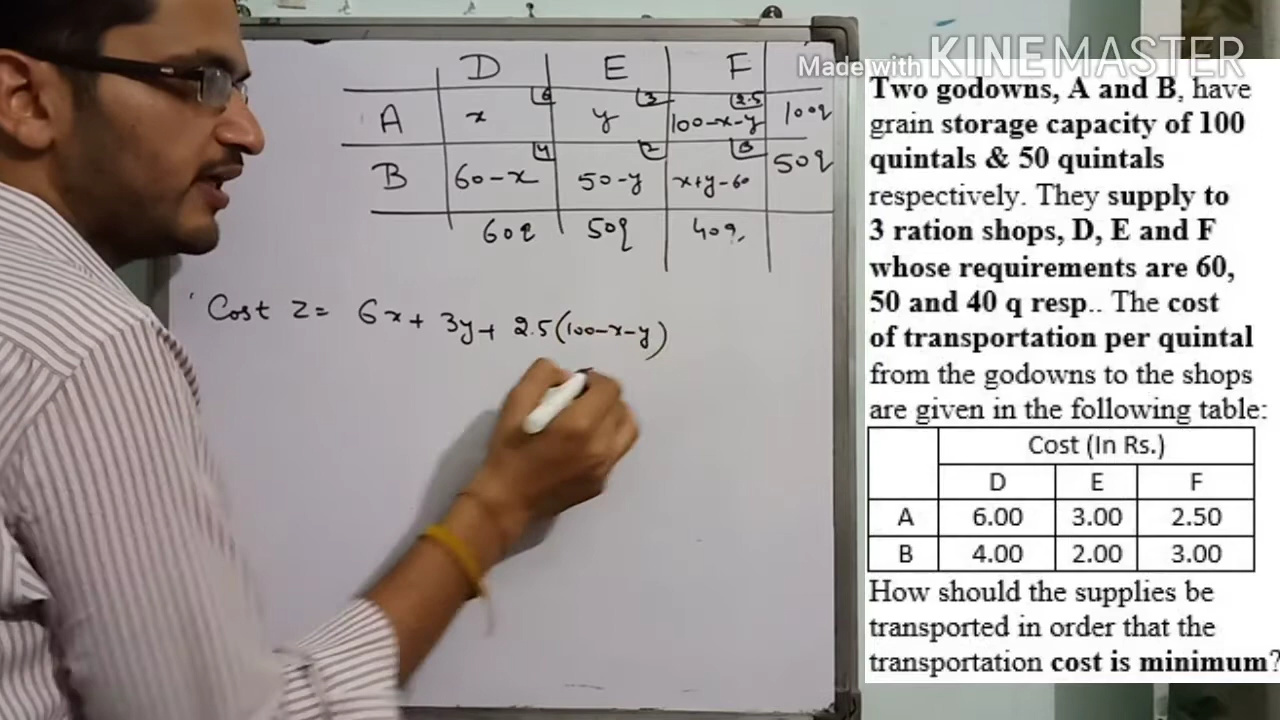 Made with KINEMASTER
D E F
6 3 2.5
A x y 100-x-y 100q
4 2 3
B 60-x 50-y x+y-60 50q
60q 50q 40q.
Cost Z = 6x + 3y + 2.5(100-x-y)
Two godowns, A and B, have
grain storage capacity of 100
quintals & 50 quintals
respectively. They supply to
3 ration shops, D, E and F
whose requirements are 60,
50 and 40 q resp.. The cost
of transportation per quintal
from the godowns to the shops
are given in the following table:
Cost (In Rs.)
D E F
A 6.00 3.00 2.50
B 4.00 2.00 3.00
How should the supplies be
transported in order that the
transportation cost is minimum?